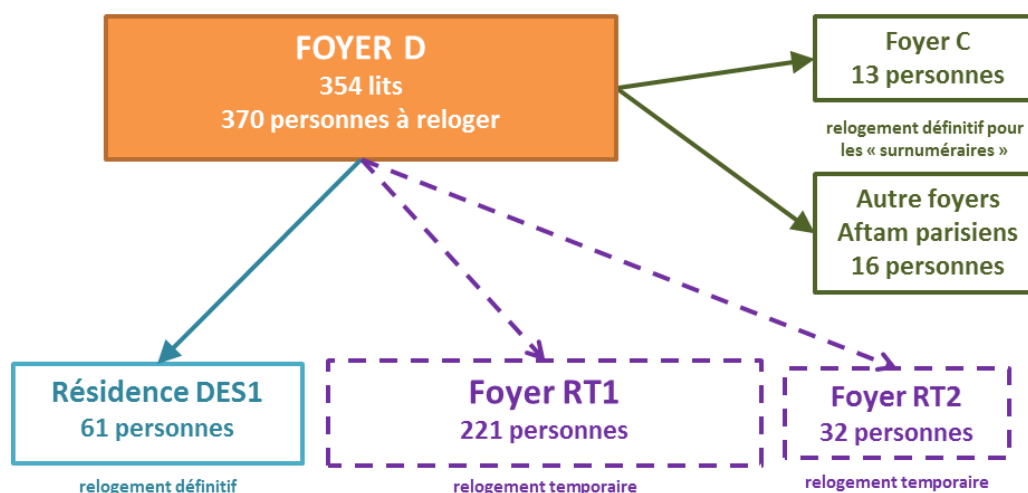 FOYER D
354 lits
370 personnes à reloger
Foyer C
13 personnes
relogement définitif pour
les « surnuméraires »
Autre foyers
Aftam parisiens
16 personnes
Résidence DES1
61 personnes
relogement définitif
Foyer RT1
221 personnes
relogement temporaire
Foyer RT2
32 personnes
relogement temporaire